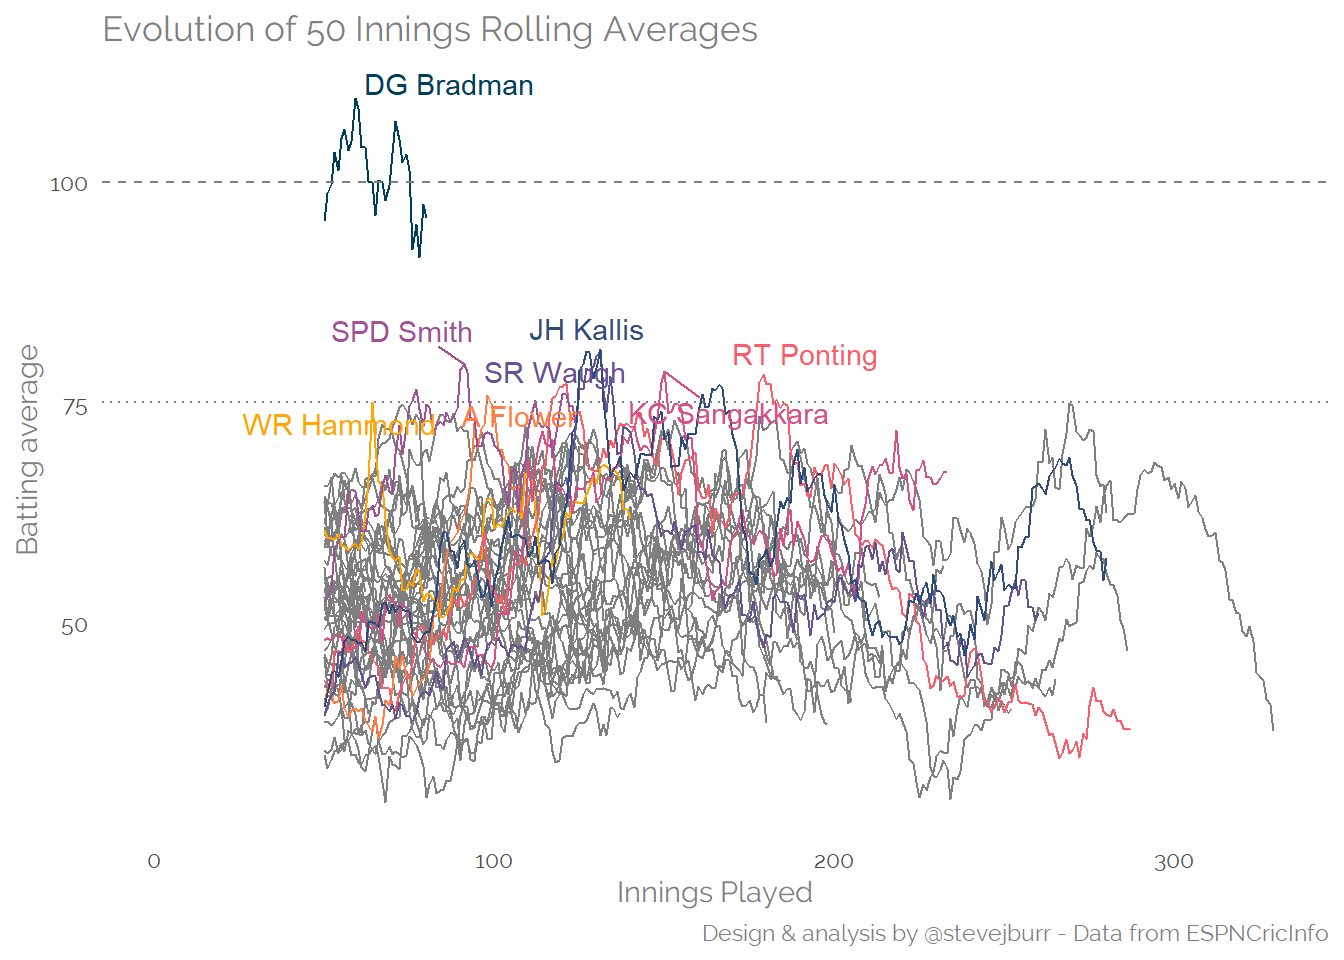 Evolution of 50 Innings Rolling Averages
DG Bradman
100
SPD Smith
JH Kallis
RT Ponting
SR Waugh
75
WR Hammond
A Flower
KC Sangakkara
Batting average
50
0
100
200
300
Innings Played
Design & analysis by @stevejburr - Data from ESPNCricInfo